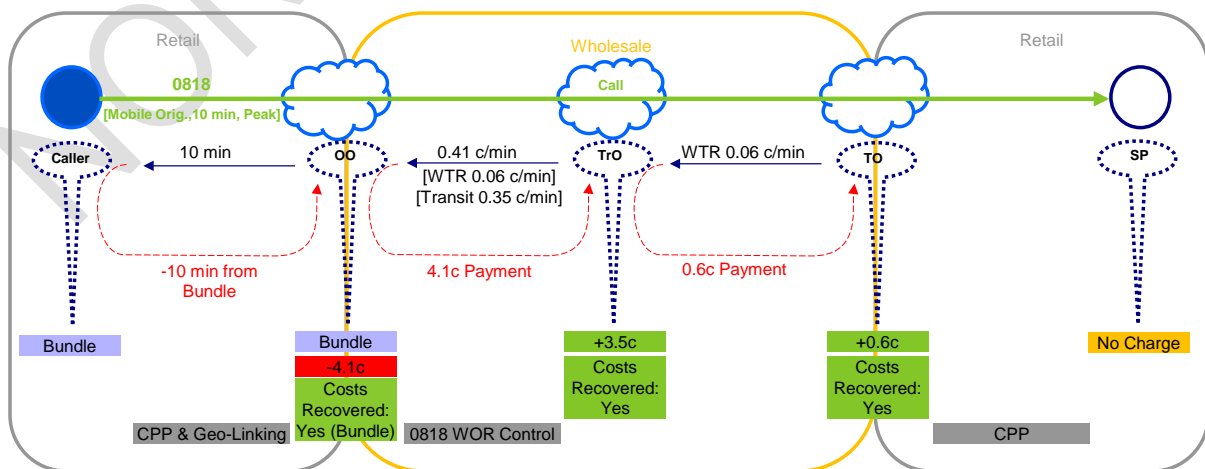 Retail
Wholesale
Retail
0818
Call
[Mobile Orig.,10 min, Peak]
Caller
10 min
OO
0.41 c/min
[WTR 0.06 c/min]
[Transit 0.35 c/min]
TrO
WTR 0.06 c/min
TO
SP
-10 min from
Bundle
4.1c Payment
0.6c Payment
Bundle
Bundle
-4.1c
Costs
Recovered:
Yes (Bundle)
+3.5c
Costs
Recovered:
Yes
+0.6c
Costs
Recovered:
Yes
No Charge
CPP & Geo-Linking
0818 WOR Control
CPP